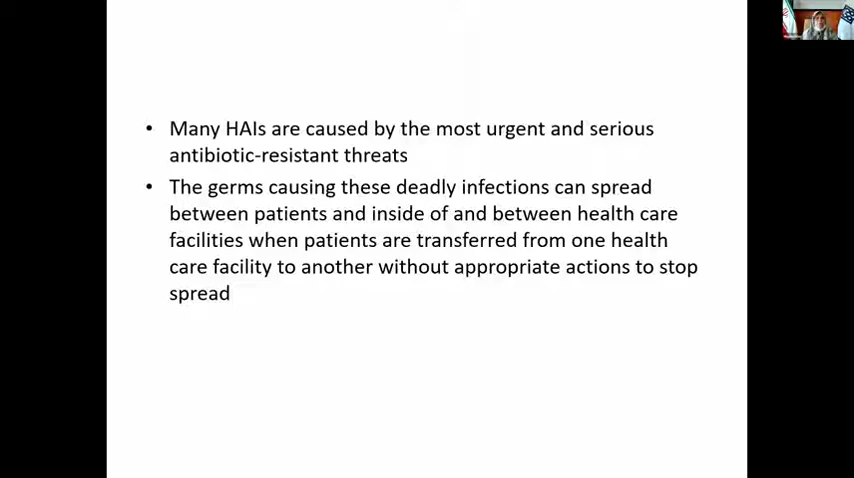 • Many HAIs are caused by the most urgent and serious
antibiotic-resistant threats
• The germs causing these deadly infections can spread
between patients and inside of and between health care
facilities when patients are transferred from one health
care facility to another without appropriate actions to stop
spread